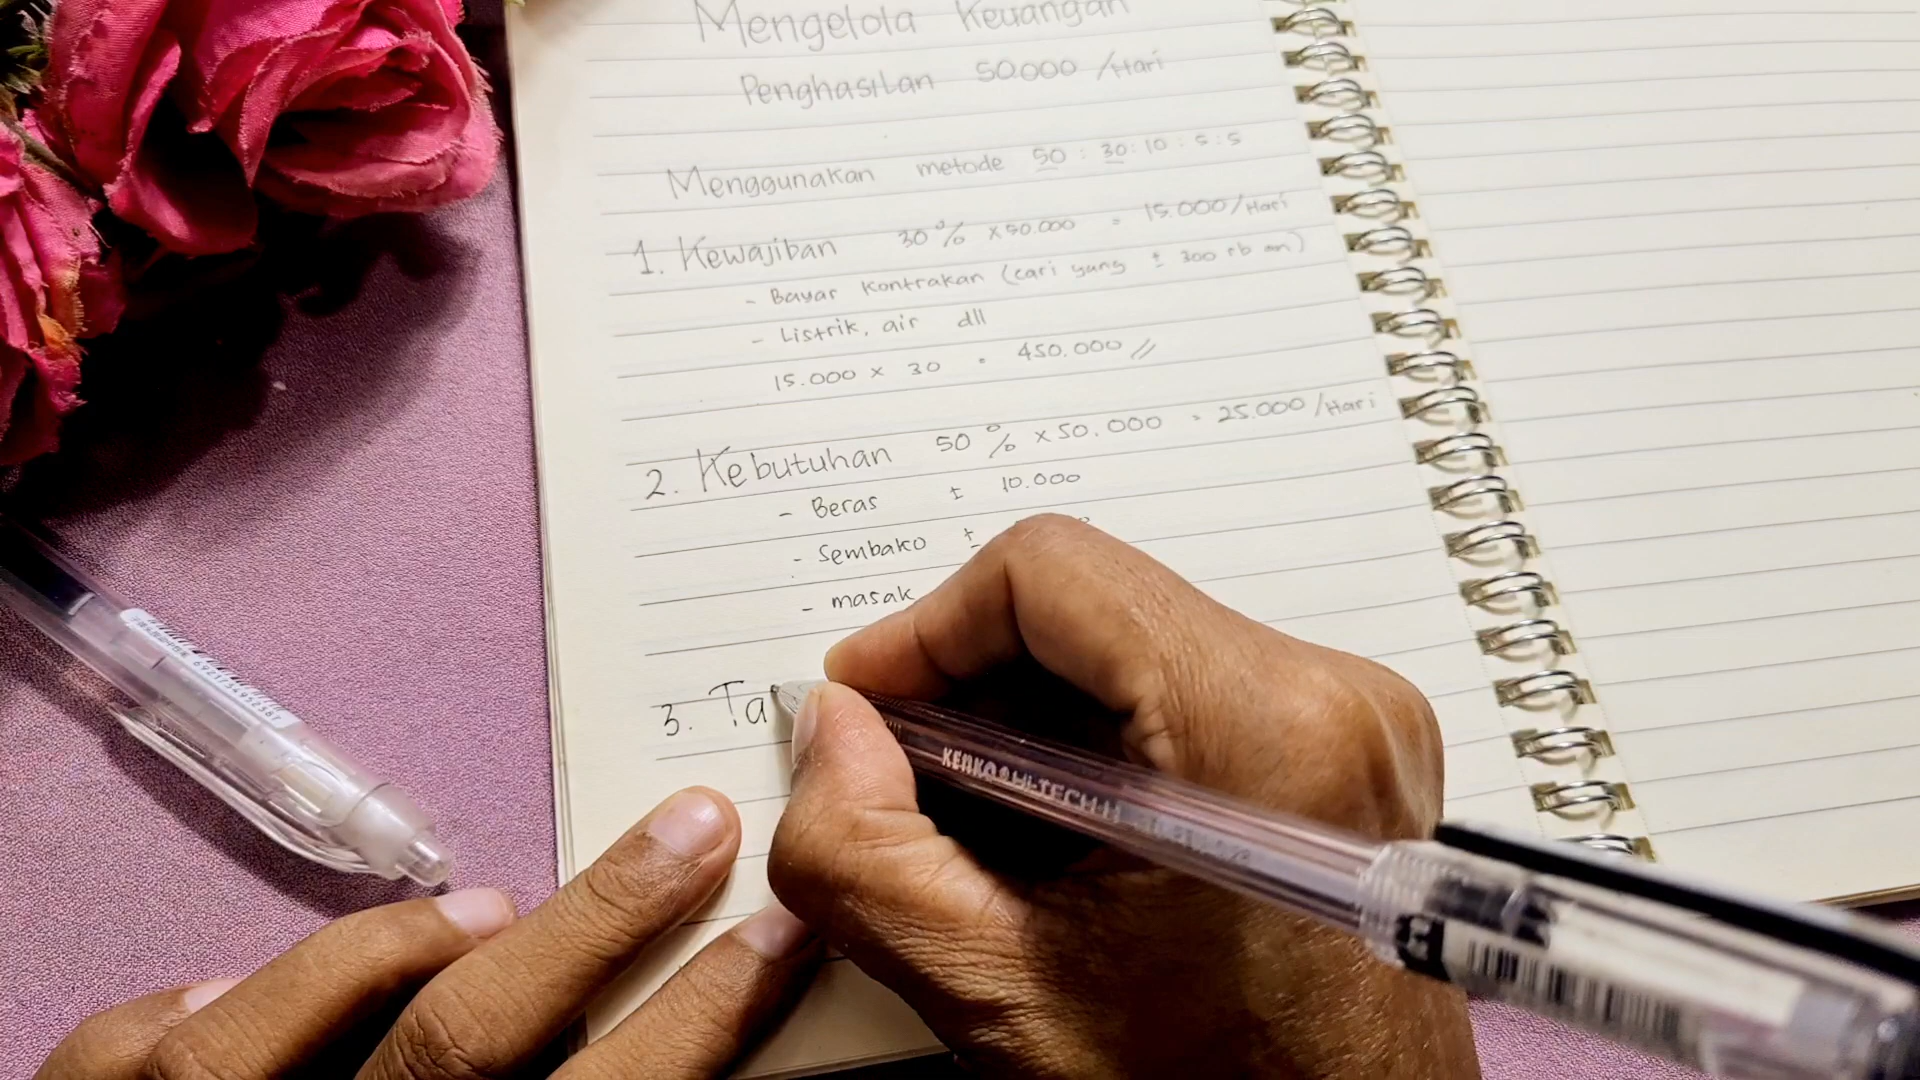 Mengelola Keuangan
Penghasilan 50.000 /Hari
Menggunakan metode 50 : 30 : 10 : 5 : 5
1. Kewajiban 30% x 50.000 = 15.000/Hari
- Bayar Kontrakan (cari yang ± 300 rb an)
- Listrik, air dll
15.000 x 30 = 450.000 //
2. Kebutuhan 50% x 50.000 = 25.000 /Hari
- Beras ± 10.000
- Sembako ±
- masak
3. Ta
KENKO HI-TECH-H